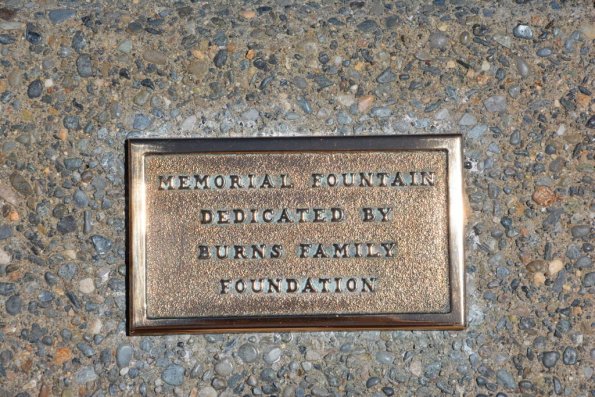 MEMORIAL FOUNTAIN
DEDICATED BY
BURNS FAMILY
FOUNDATION